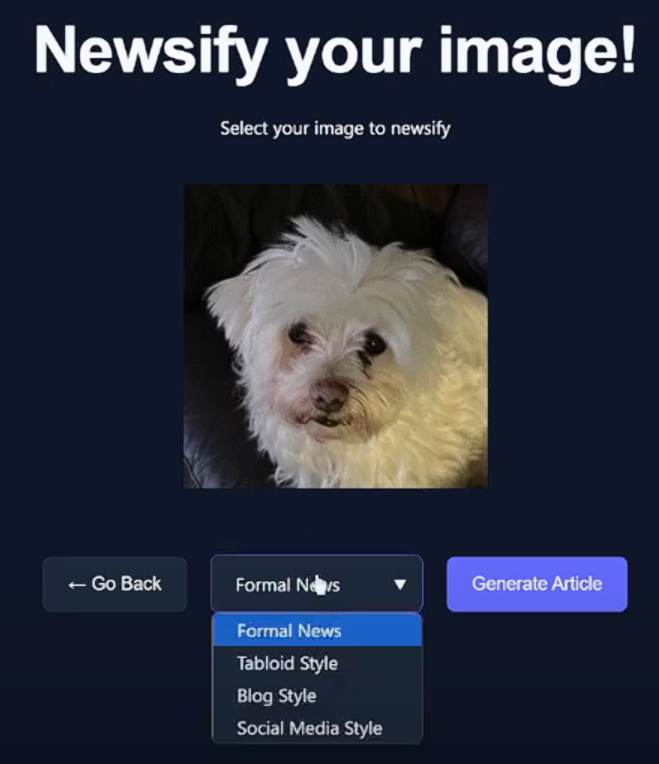 Newsify your image!
Select your image to newsify
← Go Back
Formal News ▼
Generate Article
Formal News
Tabloid Style
Blog Style
Social Media Style